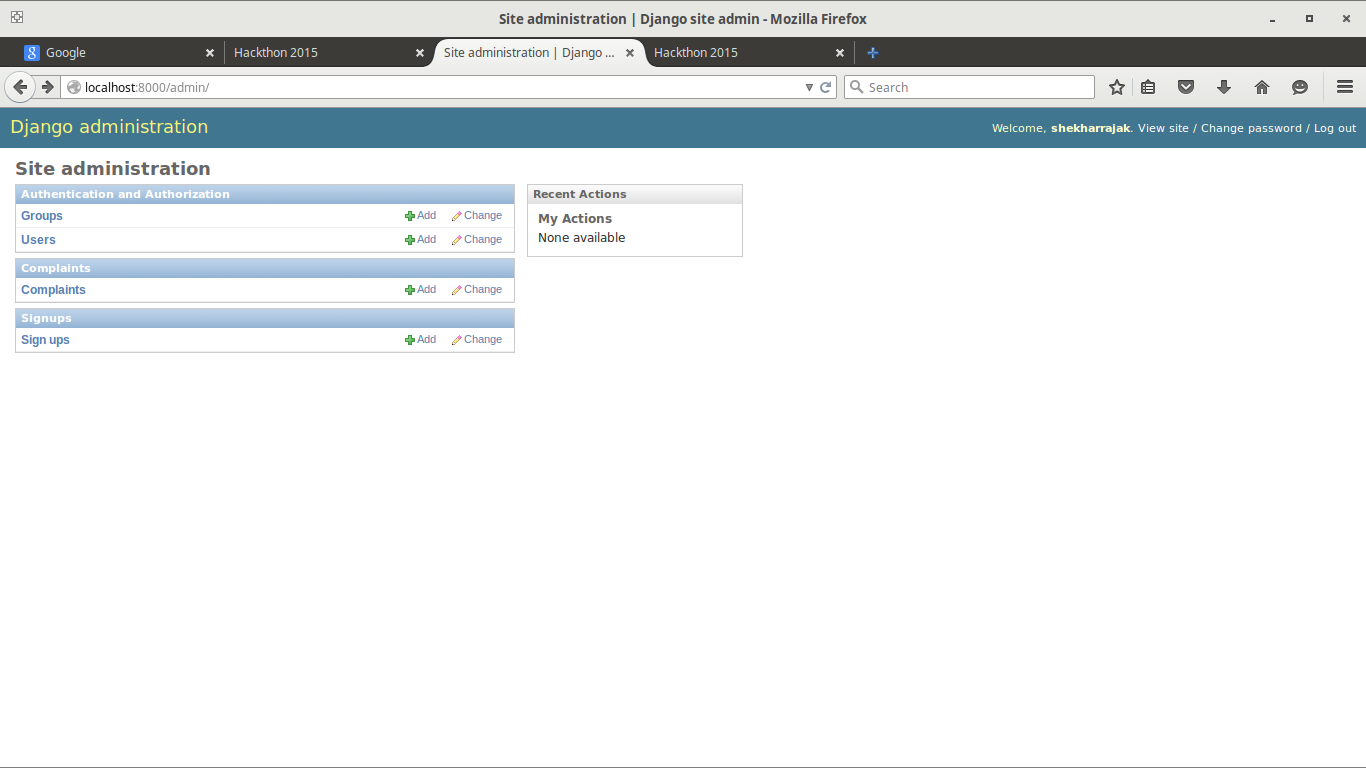 Site administration | Django site admin - Mozilla Firefox
Google
Hackthon 2015
Site administration | Django ...
Hackthon 2015
localhost:8000/admin/
Search
Django administration
Welcome, shekharrajak. View site / Change password / Log out
Site administration
Authentication and Authorization
Groups Add Change
Users Add Change
Complaints
Complaints Add Change
Signups
Sign ups Add Change
Recent Actions
My Actions
None available